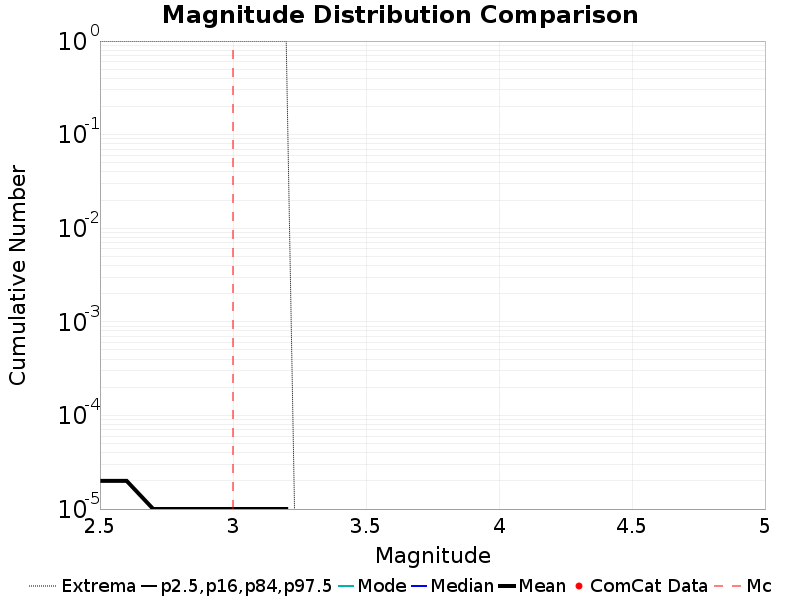 Magnitude Distribution Comparison
Cumulative Number
10^0
10^-1
10^-2
10^-3
10^-4
10^-5
2.5 3 3.5 4 4.5 5
Magnitude
Extrema p2.5,p16,p84,p97.5 Mode Median Mean ComCat Data Mc